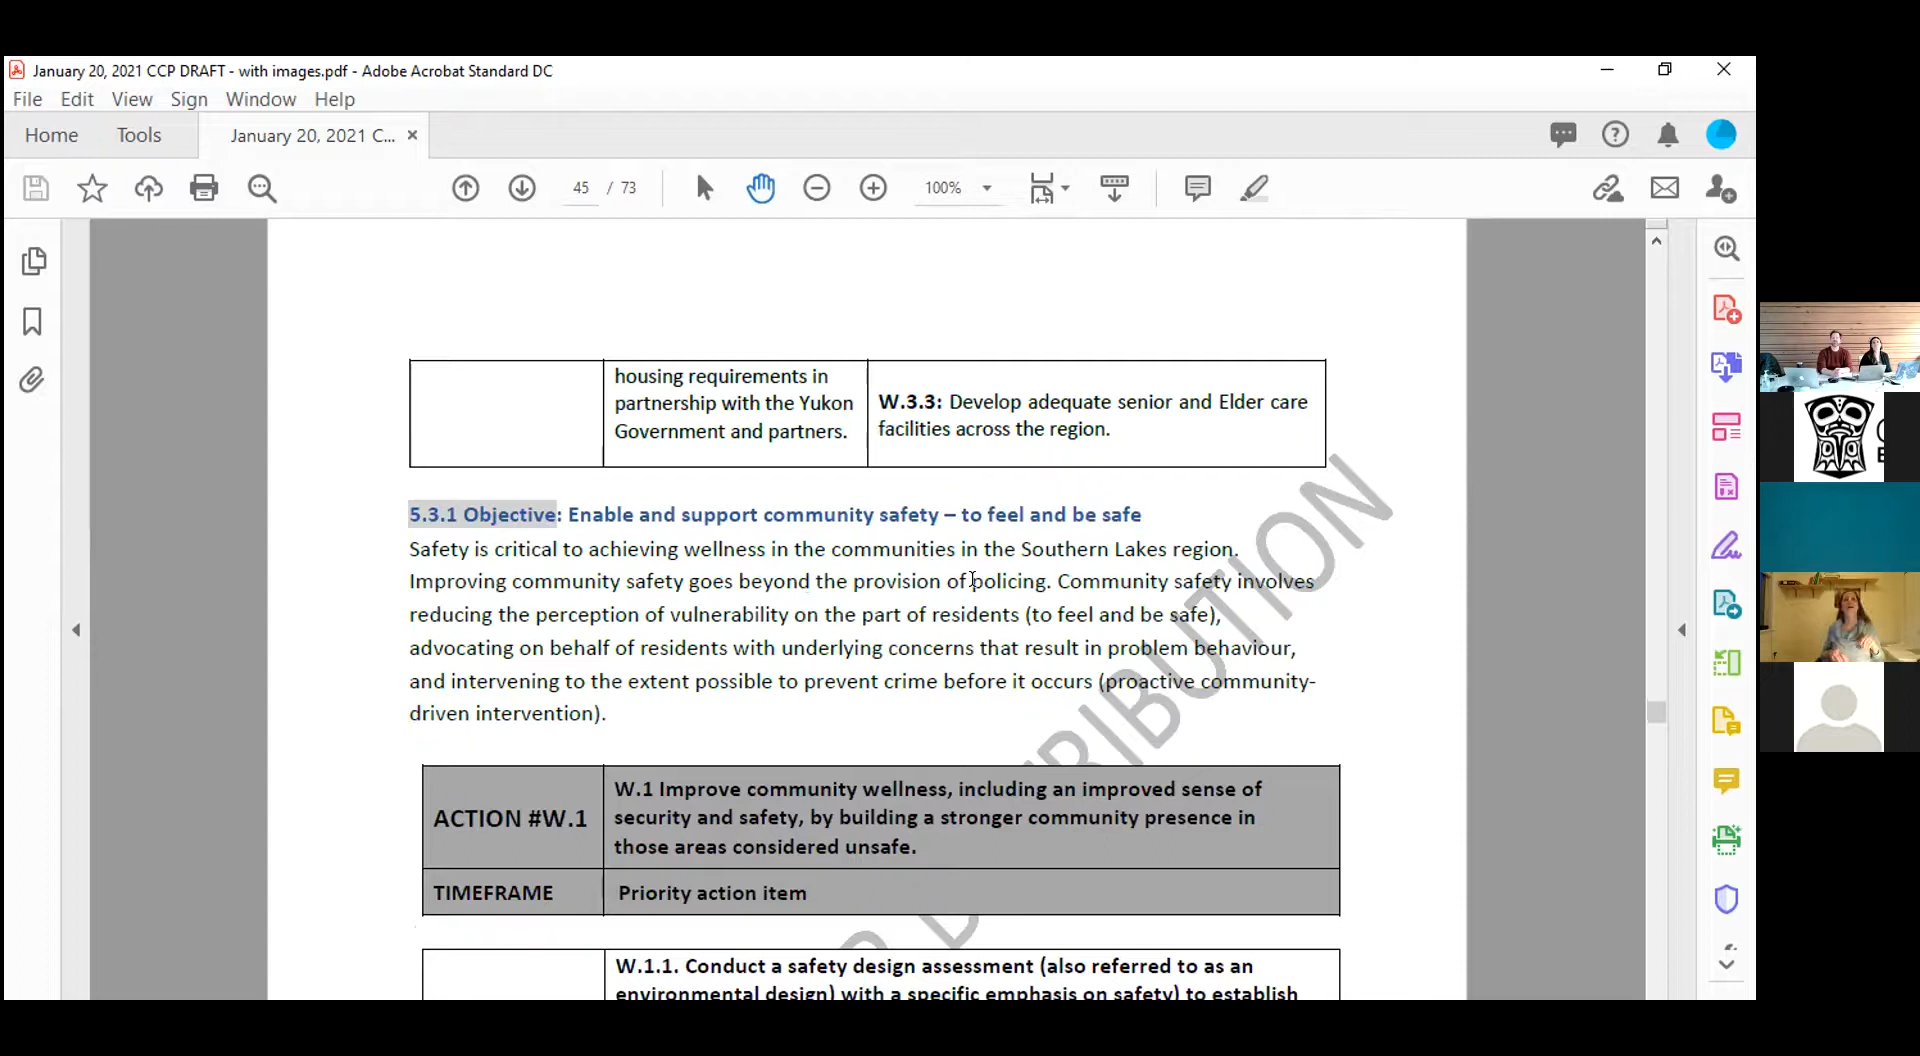 January 20, 2021 CCP DRAFT - with images.pdf - Adobe Acrobat Standard DC
File Edit View Sign Window Help
Home Tools January 20, 2021 C... ×
45 / 73 100%
housing requirements in
partnership with the Yukon
Government and partners.
W.3.3: Develop adequate senior and Elder care
facilities across the region.
5.3.1 Objective: Enable and support community safety – to feel and be safe
Safety is critical to achieving wellness in the communities in the Southern Lakes region.
Improving community safety goes beyond the provision of policing. Community safety involves
reducing the perception of vulnerability on the part of residents (to feel and be safe),
advocating on behalf of residents with underlying concerns that result in problem behaviour,
and intervening to the extent possible to prevent crime before it occurs (proactive community-
driven intervention).
ACTION #W.1
W.1 Improve community wellness, including an improved sense of
security and safety, by building a stronger community presence in
those areas considered unsafe.
TIMEFRAME
Priority action item
W.1.1. Conduct a safety design assessment (also referred to as an
environmental design) with a specific emphasis on safety) to establish